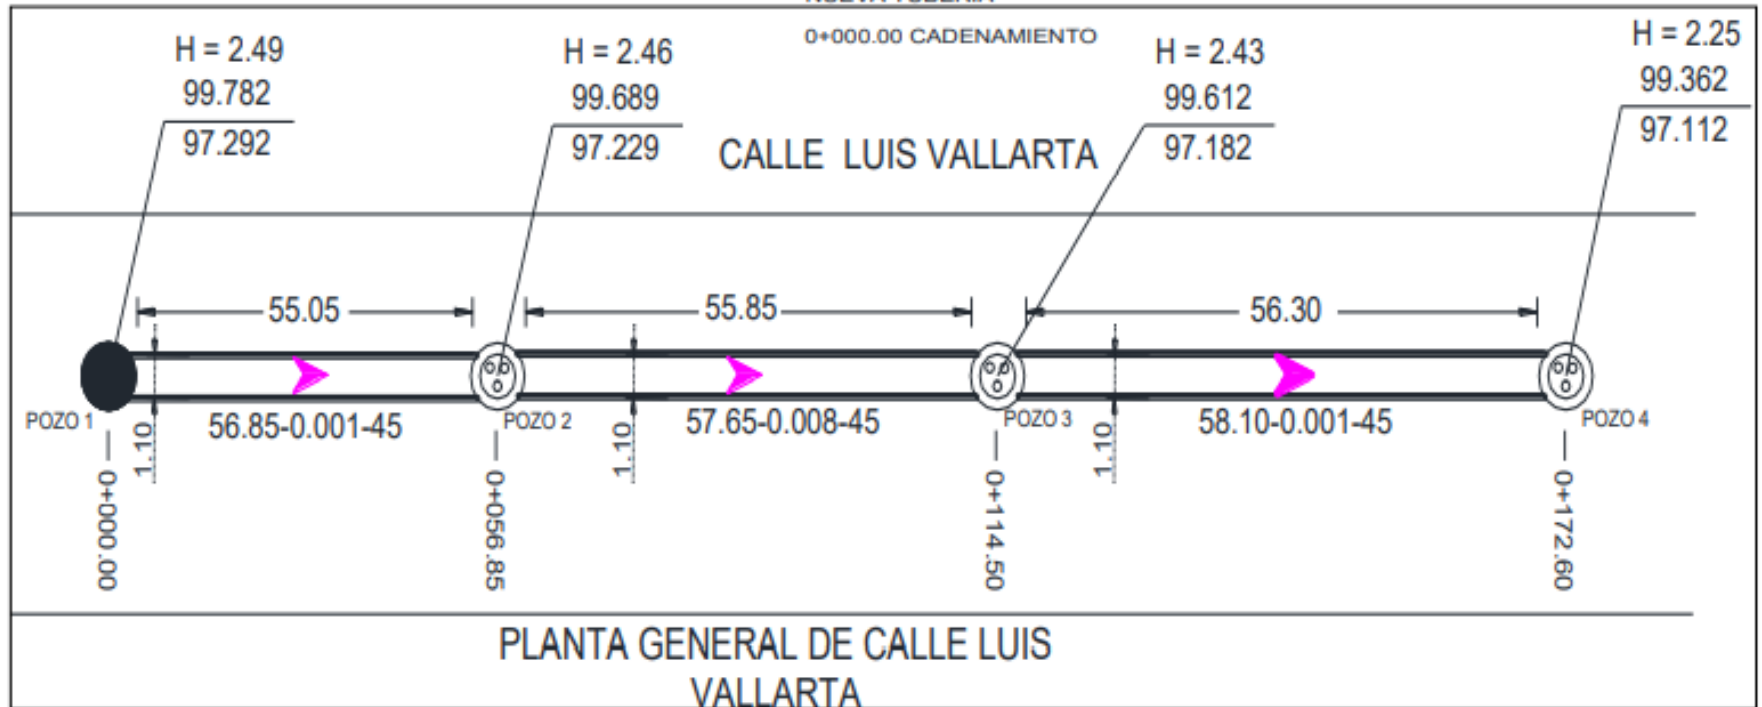 0+000.00 CADENAMIENTO
H = 2.49
99.782
97.292
H = 2.46
99.689
97.229
CALLE LUIS VALLARTA
H = 2.43
99.612
97.182
H = 2.25
99.362
97.112
55.05
55.85
56.30
POZO 1
56.85-0.001-45
POZO 2
57.65-0.008-45
POZO 3
58.10-0.001-45
POZO 4
1.10
1.10
1.10
0+000.00
0+056.85
0+114.50
0+172.60
PLANTA GENERAL DE CALLE LUIS
VALLARTA